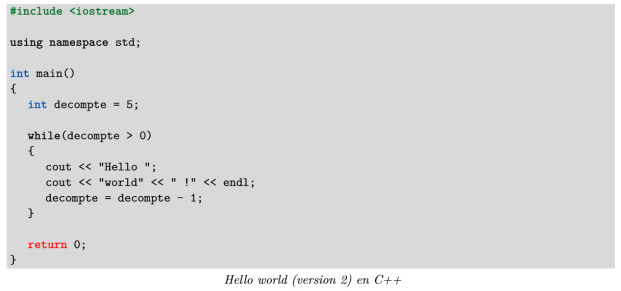 #include <iostream>
using namespace std;
int main()
{
int decompte = 5;
while(decompte > 0)
{
cout << "Hello ";
cout << "world" << " !" << endl;
decompte = decompte - 1;
}
return 0;
}
Hello world (version 2) en C++